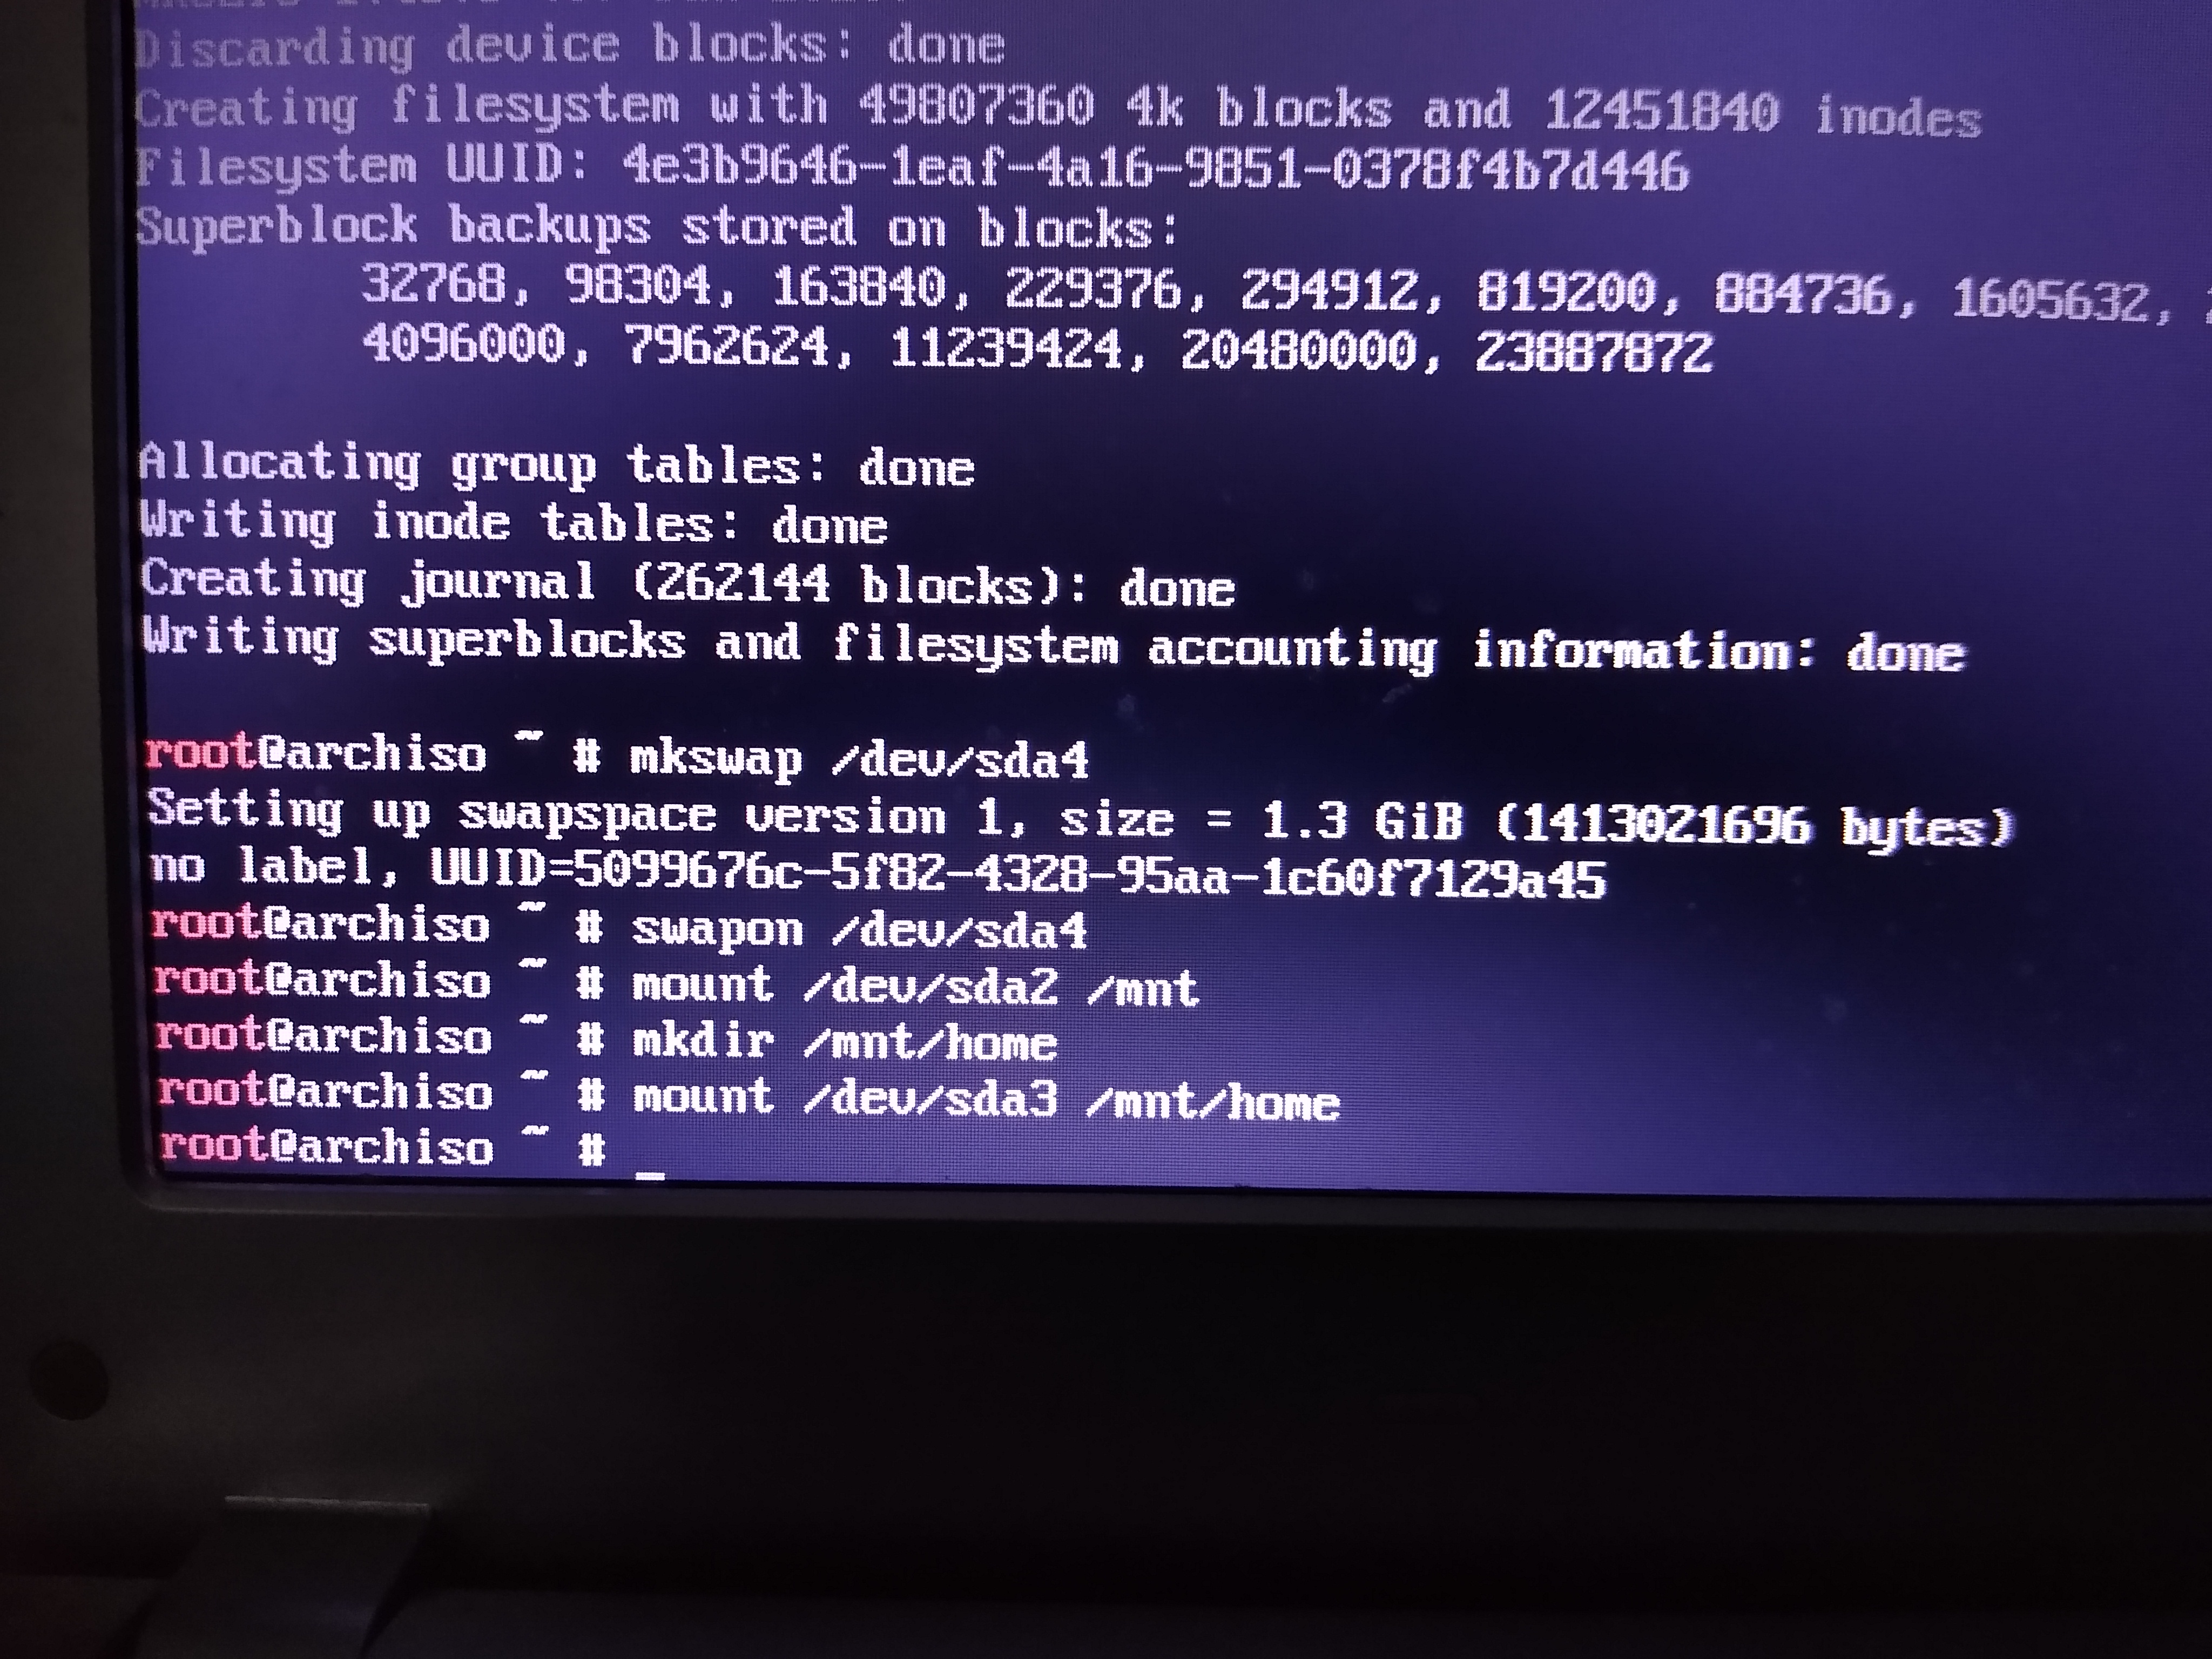 Discarding device blocks: done
Creating filesystem with 49807360 4k blocks and 12451840 inodes
Filesystem UUID: 4e3b9646-1eaf-4a16-9851-0378f4b7d446
Superblock backups stored on blocks:
32768, 98304, 163840, 229376, 294912, 819200, 884736, 1605632,
4096000, 7962624, 11239424, 20480000, 23887872
Allocating group tables: done
Writing inode tables: done
Creating journal (262144 blocks): done
Writing superblocks and filesystem accounting information: done
root@archiso ~ # mkswap /dev/sda4
Setting up swapspace version 1, size = 1.3 GiB (1413021696 bytes)
no label, UUID=5099676c-5f82-4328-95aa-1c60f7129a45
root@archiso ~ # swapon /dev/sda4
root@archiso ~ # mount /dev/sda2 /mnt
root@archiso ~ # mkdir /mnt/home
root@archiso ~ # mount /dev/sda3 /mnt/home
root@archiso ~ #